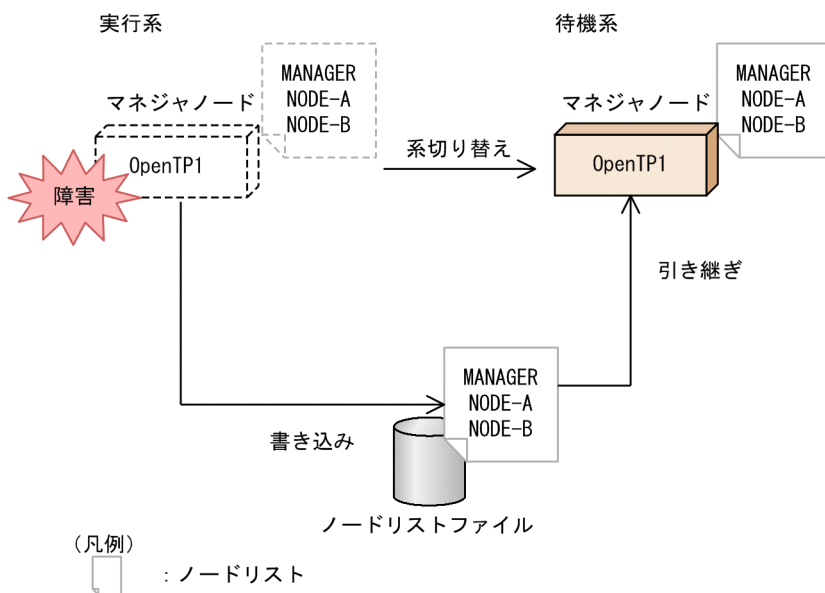 実行系
待機系
マネジャノード
MANAGER
NODE-A
NODE-B
OpenTP1
障害
系切り替え
マネジャノード
MANAGER
NODE-A
NODE-B
OpenTP1
引き継ぎ
書き込み
MANAGER
NODE-A
NODE-B
ノードリストファイル
(凡例)
：ノードリスト